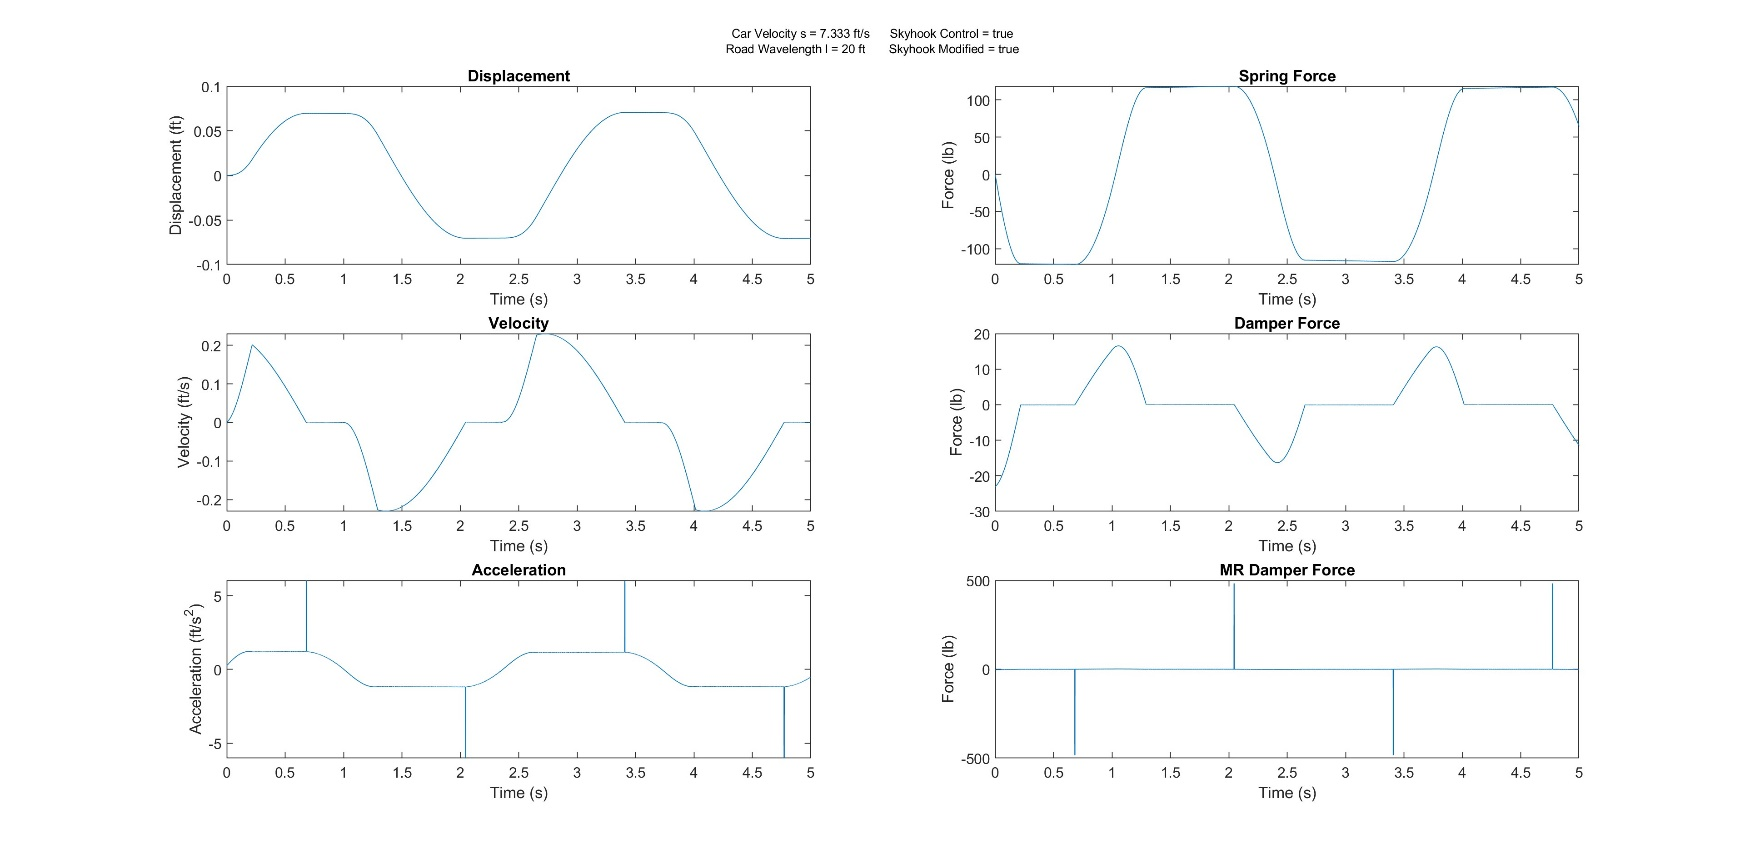 Car Velocity s = 7.333 ft/s Skyhook Control = true
Road Wavelength l = 20 ft Skyhook Modified = true
Displacement
0.1
0.05
0
-0.05
-0.1
Displacement (ft)
0 0.5 1 1.5 2 2.5 3 3.5 4 4.5 5
Time (s)
Spring Force
100
50
0
-50
-100
Force (lb)
0 0.5 1 1.5 2 2.5 3 3.5 4 4.5 5
Time (s)
Velocity
0.2
0.1
0
-0.1
-0.2
Velocity (ft/s)
0 0.5 1 1.5 2 2.5 3 3.5 4 4.5 5
Time (s)
Damper Force
20
10
0
-10
-20
-30
Force (lb)
0 0.5 1 1.5 2 2.5 3 3.5 4 4.5 5
Time (s)
Acceleration
5
0
-5
Acceleration (ft/s²)
0 0.5 1 1.5 2 2.5 3 3.5 4 4.5 5
Time (s)
MR Damper Force
500
0
-500
Force (lb)
0 0.5 1 1.5 2 2.5 3 3.5 4 4.5 5
Time (s)